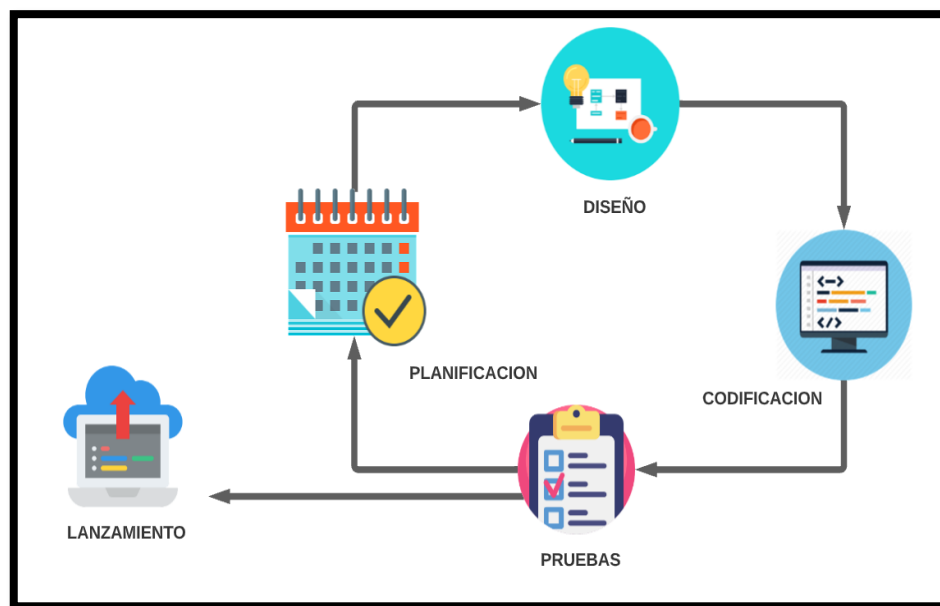 DISEÑO
PLANIFICACION
CODIFICACION
LANZAMIENTO
PRUEBAS